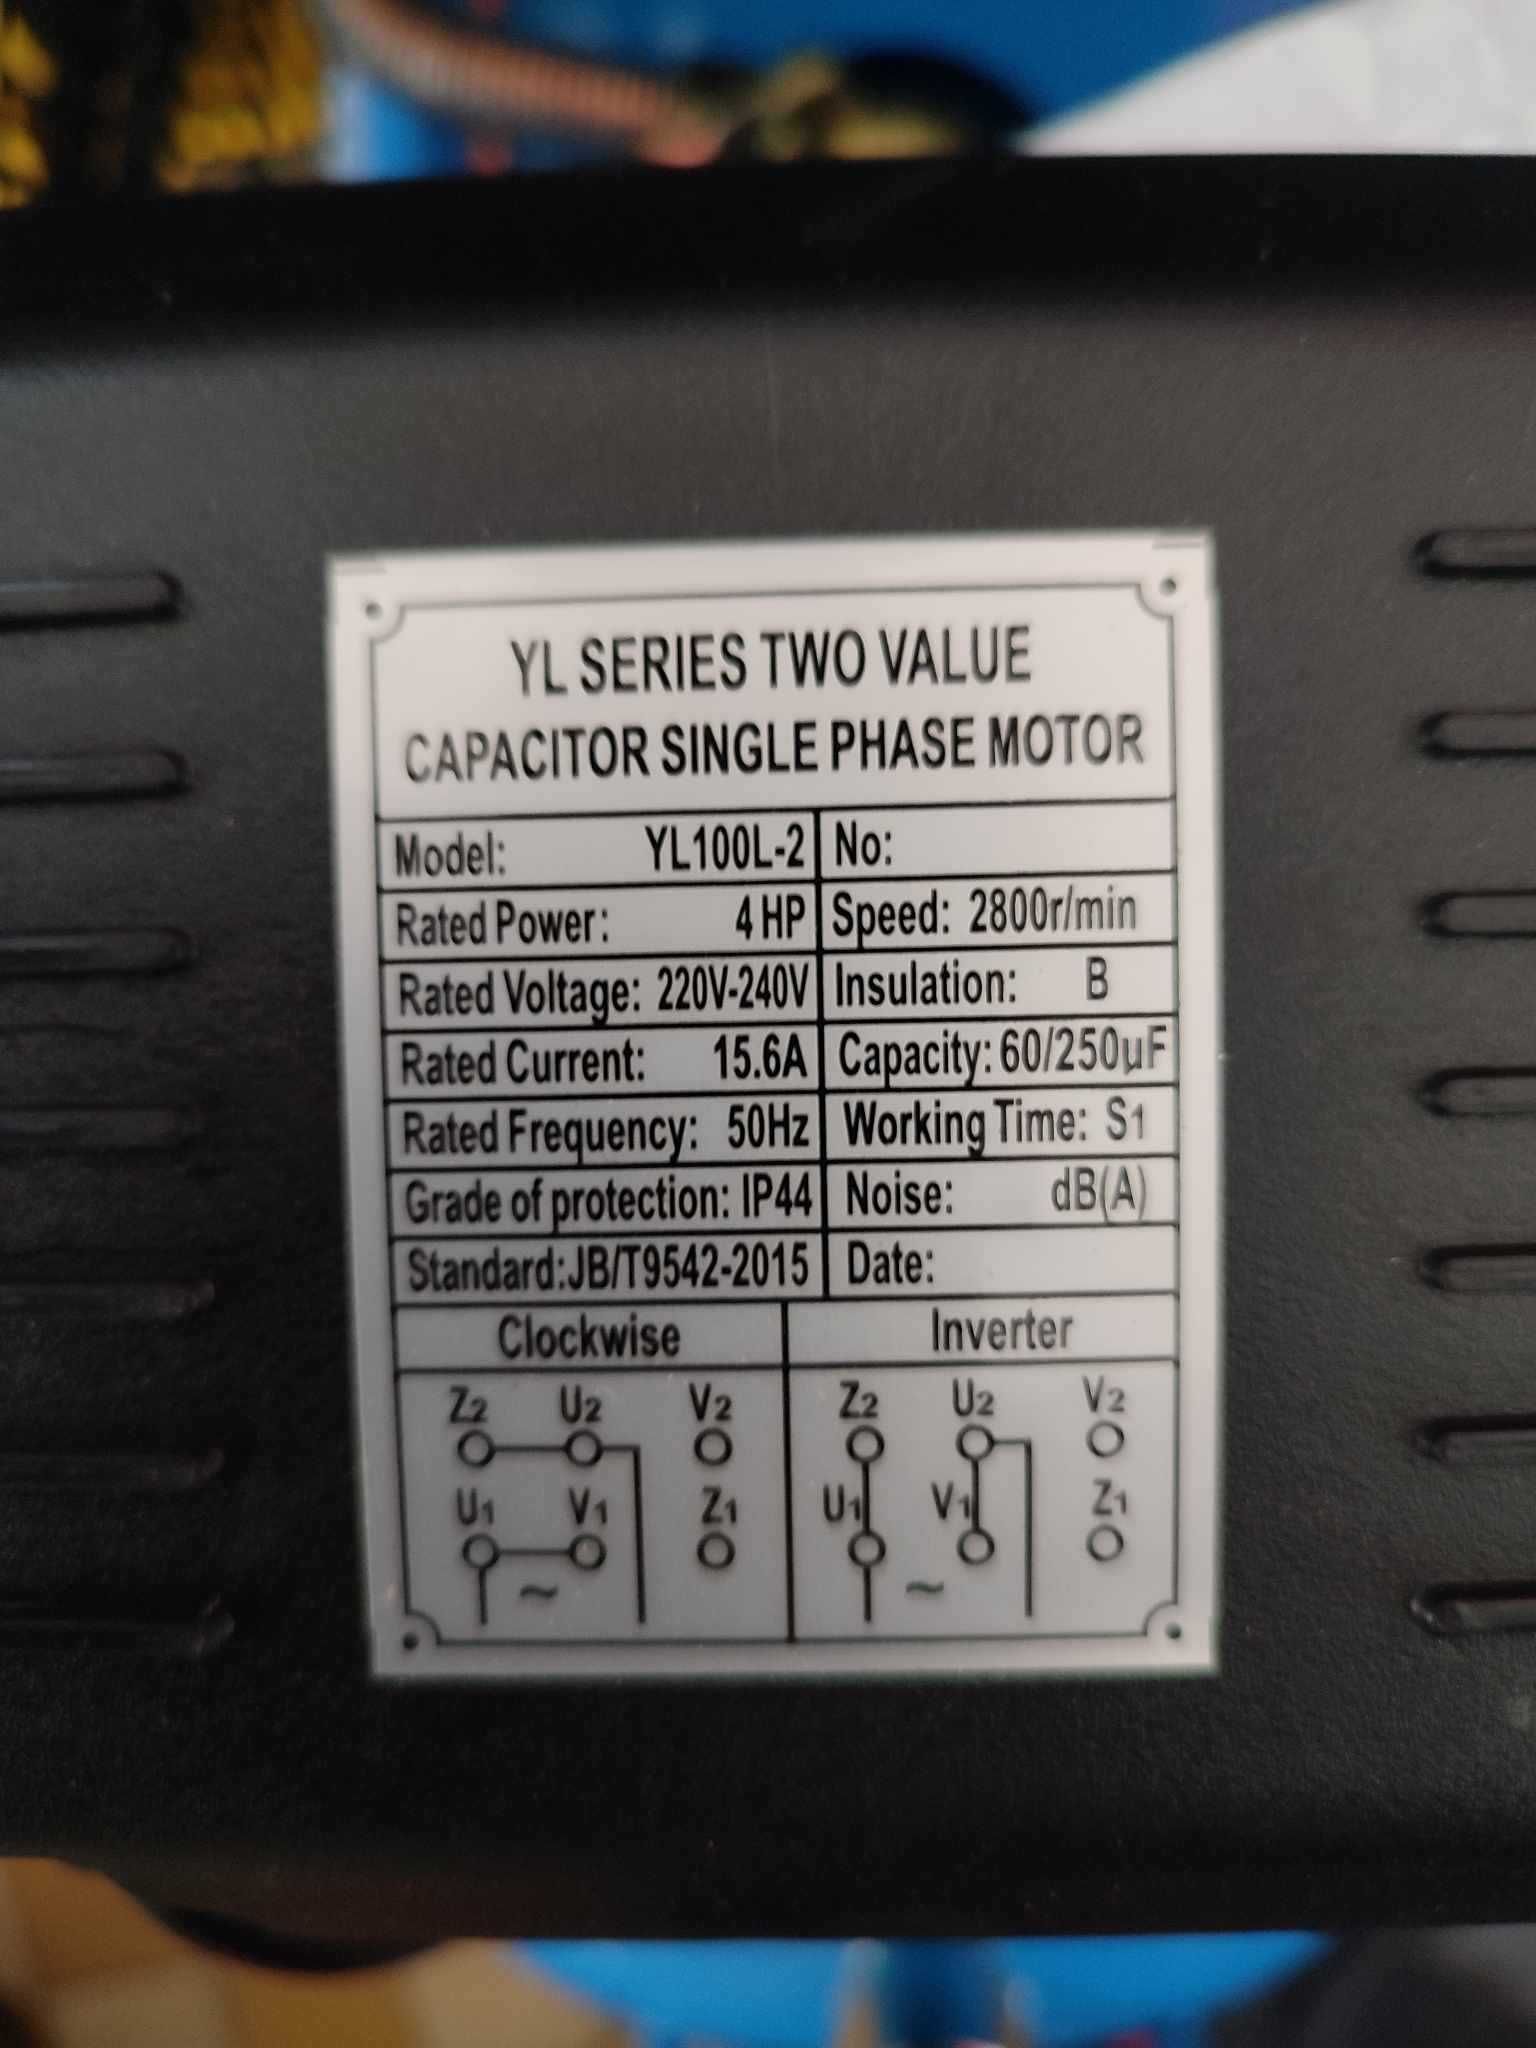 YL SERIES TWO VALUE
CAPACITOR SINGLE PHASE MOTOR
Model: YL100L-2 No:
Rated Power: 4 HP Speed: 2800r/min
Rated Voltage: 220V-240V Insulation: B
Rated Current: 15.6A Capacity: 60/250µF
Rated Frequency: 50Hz Working Time: S1
Grade of protection: IP44 Noise: dB(A)
Standard:JB/T9542-2015 Date:
Clockwise Inverter
Z2 U2 V2 Z2 U2 V2
U1 V1 Z1 U1 V1 Z1
~ ~